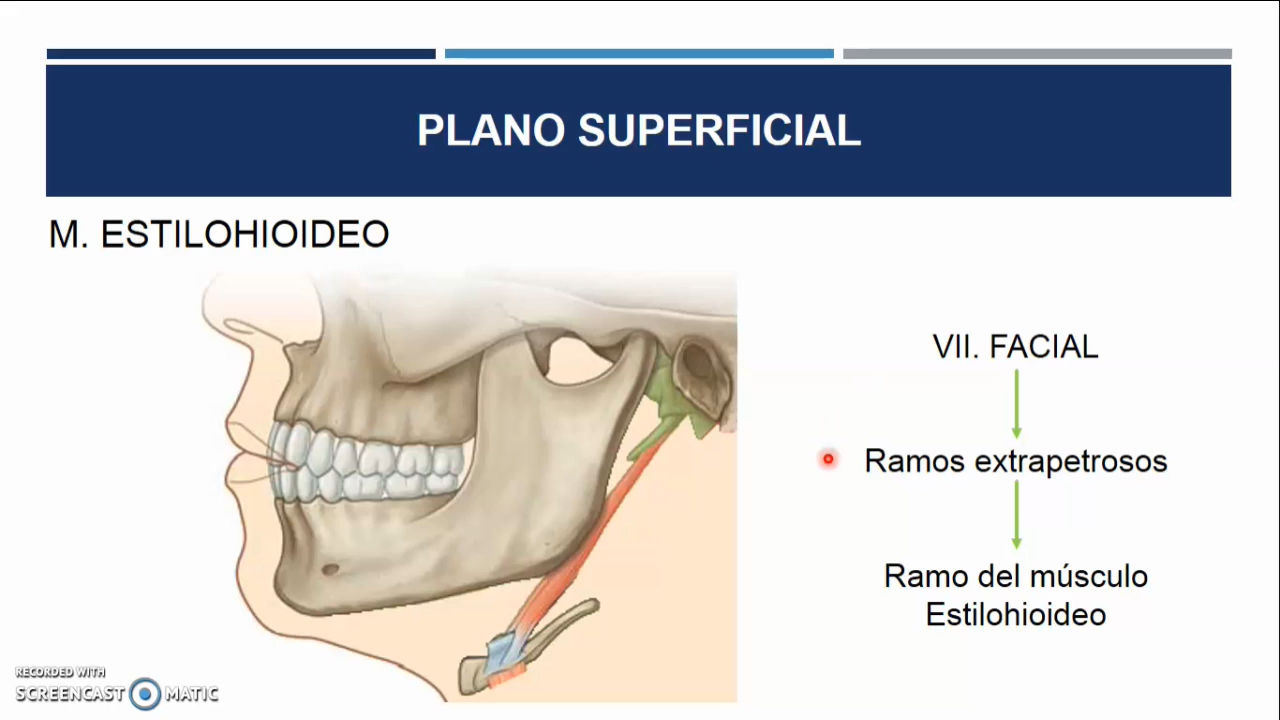 PLANO SUPERFICIAL
M. ESTILOHIOIDEO
VII. FACIAL
Ramos extrapetrosos
Ramo del músculo
Estilohioideo
RECORDED WITH
SCREENCAST MATIC